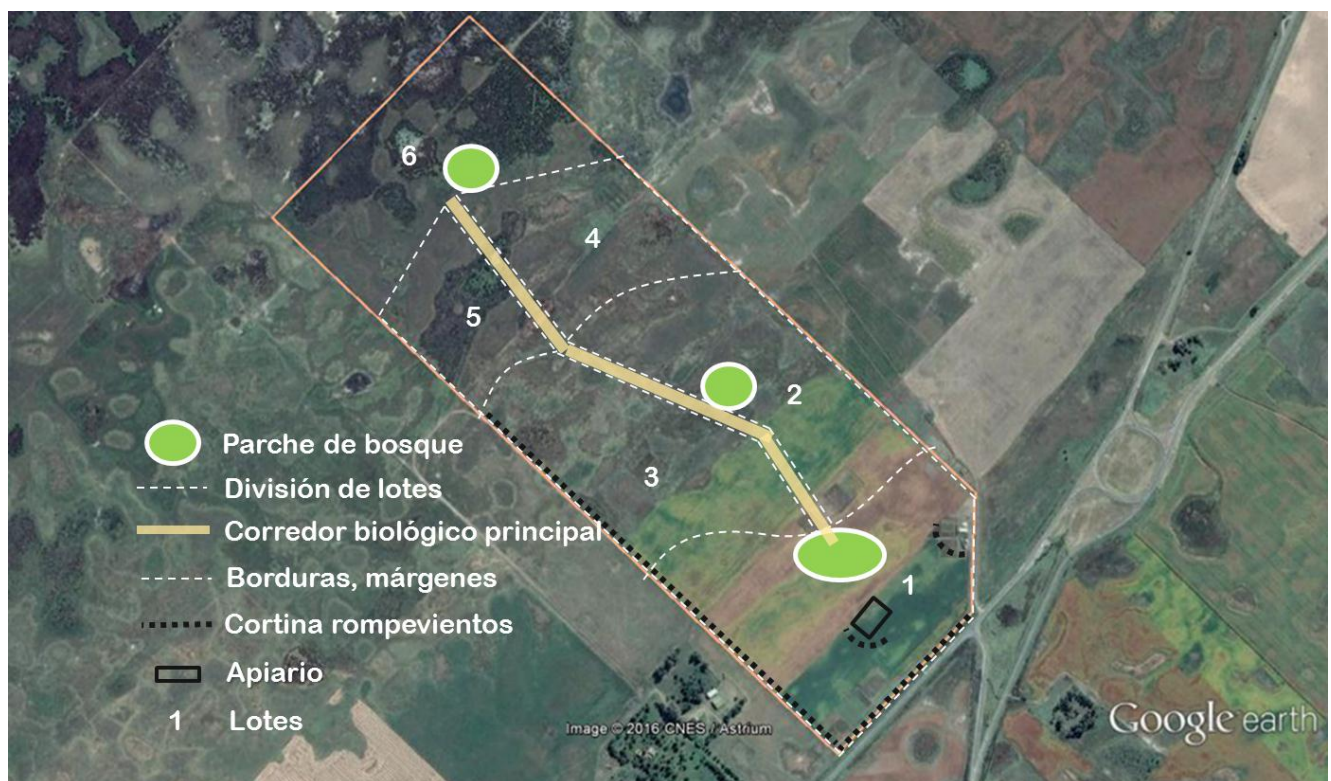 6
4
5
2
3
1
Parche de bosque
División de lotes
Corredor biológico principal
Borduras, márgenes
Cortina rompevientos
Apiario
1 Lotes
Image © 2016 CNES / Astrium
Google earth